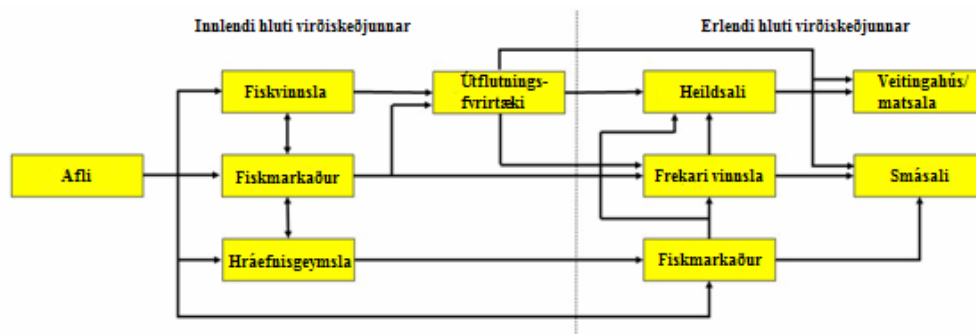 Innlendi hluti virðiskeðjunnar
Erlendi hluti virðiskeðjunnar
Fiskvinnsla
Útflutnings-
fyrirtæki
Heildsali
Veitingahús/
matsala
Afli
Fiskmarkaður
Frekari vinnsla
Smásali
Hráefnisgeymsla
Fiskmarkaður